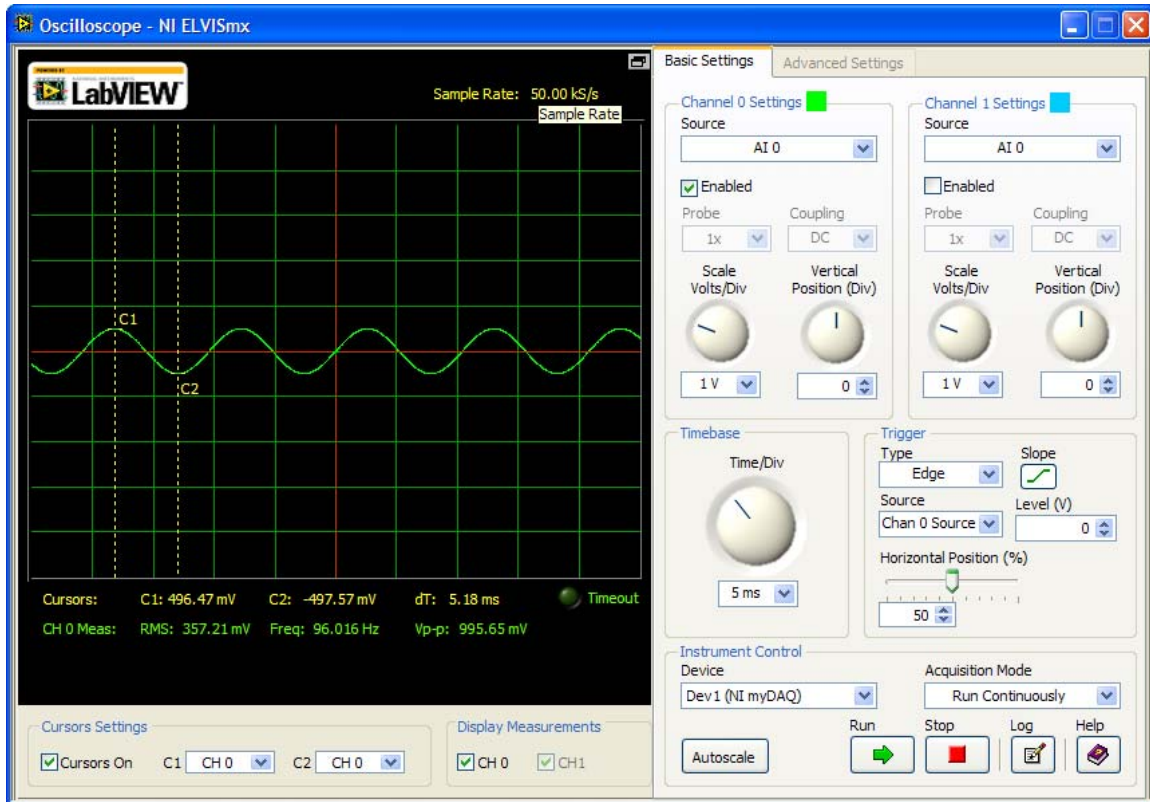 Oscilloscope - NI ELVISmx
POWERED BY
LabVIEW
Sample Rate: 50.00 kS/s
Sample Rate
C1
C2
Cursors: C1: 496.47 mV C2: -497.57 mV dT: 5.18 ms Timeout
CH 0 Meas: RMS: 357.21 mV Freq: 96.016 Hz Vp-p: 995.65 mV
Cursors Settings
Cursors On C1 CH 0 C2 CH 0
Display Measurements
CH 0 CH1
Basic Settings Advanced Settings
Channel 0 Settings
Source
AI 0
Enabled
Probe Coupling
1x DC
Scale Volts/Div
Vertical Position (Div)
1 V 0
Channel 1 Settings
Source
AI 0
Enabled
Probe Coupling
1x DC
Scale Volts/Div
Vertical Position (Div)
1 V 0
Timebase
Time/Div
5 ms
Trigger
Type Slope
Edge
Source Level (V)
Chan 0 Source 0
Horizontal Position (%)
50
Instrument Control
Device Acquisition Mode
Dev1 (NI myDAQ) Run Continuously
Run Stop Log Help
Autoscale